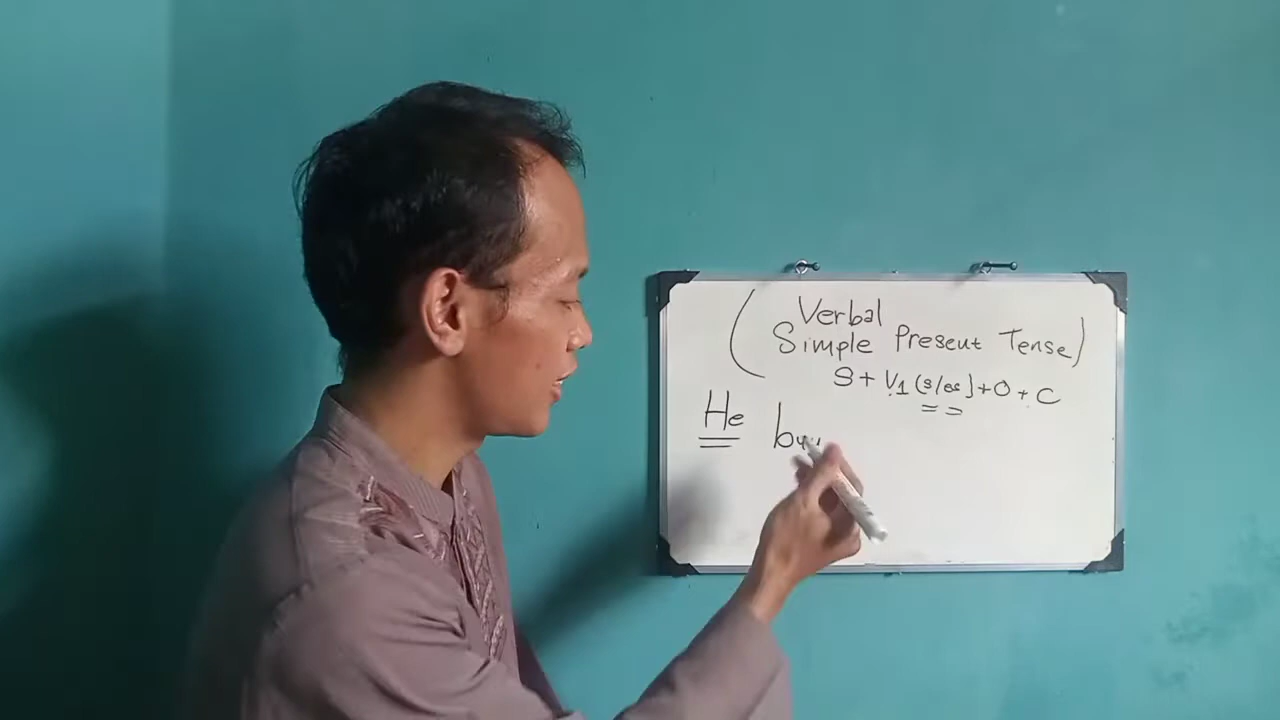 ( Verbal
Simple Present Tense)
S + V1 (s/es) + O + C
He